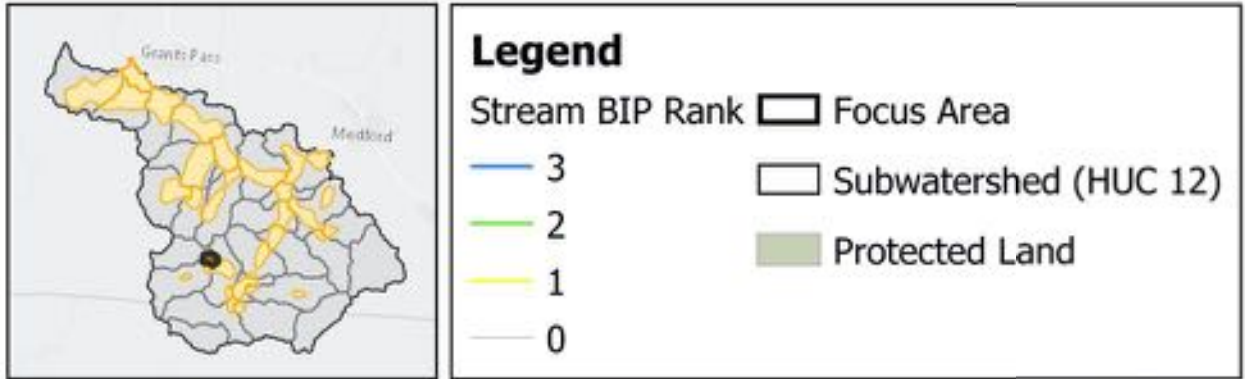 Grants Pass
Medford
Legend
Stream BIP Rank
3
2
1
0
Focus Area
Subwatershed (HUC 12)
Protected Land